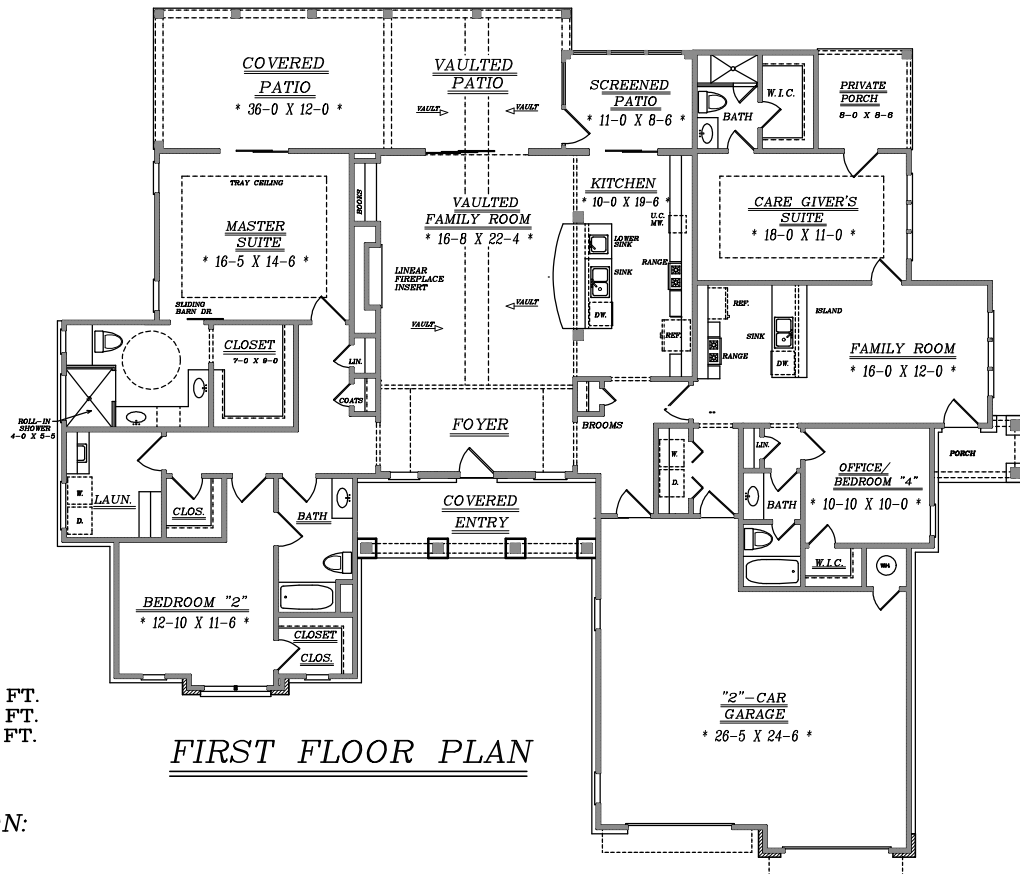 COVERED
PATIO
* 36-0 X 12-0 *
VAULTED
PATIO
VAULT
VAULT
SCREENED
PATIO
* 11-0 X 8-6 *
BATH
W.I.C.
PRIVATE
PORCH
8-0 X 8-6
TRAY CEILING
MASTER
SUITE
* 16-5 X 14-6 *
BOOKS
VAULTED
FAMILY ROOM
* 16-8 X 22-4 *
LINEAR
FIREPLACE
INSERT
VAULT
VAULT
KITCHEN
* 10-0 X 19-6 *
U.C.
MW.
LOWER
SINK
SINK
RANGE
DW.
REF.
CARE GIVER'S
SUITE
* 18-0 X 11-0 *
REF.
ISLAND
SINK
RANGE
DW.
FAMILY ROOM
* 16-0 X 12-0 *
SLIDING
BARN DR.
CLOSET
7-0 X 9-0
LIN.
COATS
ROLL-IN
SHOWER
4-0 X 5-6
FOYER
BROOMS
W.
D.
LIN.
BATH
OFFICE/
BEDROOM "4"
* 10-10 X 10-0 *
PORCH
W.
D.
LAUN.
CLOS.
BATH
COVERED
ENTRY
W.I.C.
WH.
BEDROOM "2"
* 12-10 X 11-6 *
CLOSET
CLOS.
"2"-CAR
GARAGE
* 26-5 X 24-6 *
FT.
FT.
FT.
FIRST FLOOR PLAN
N: